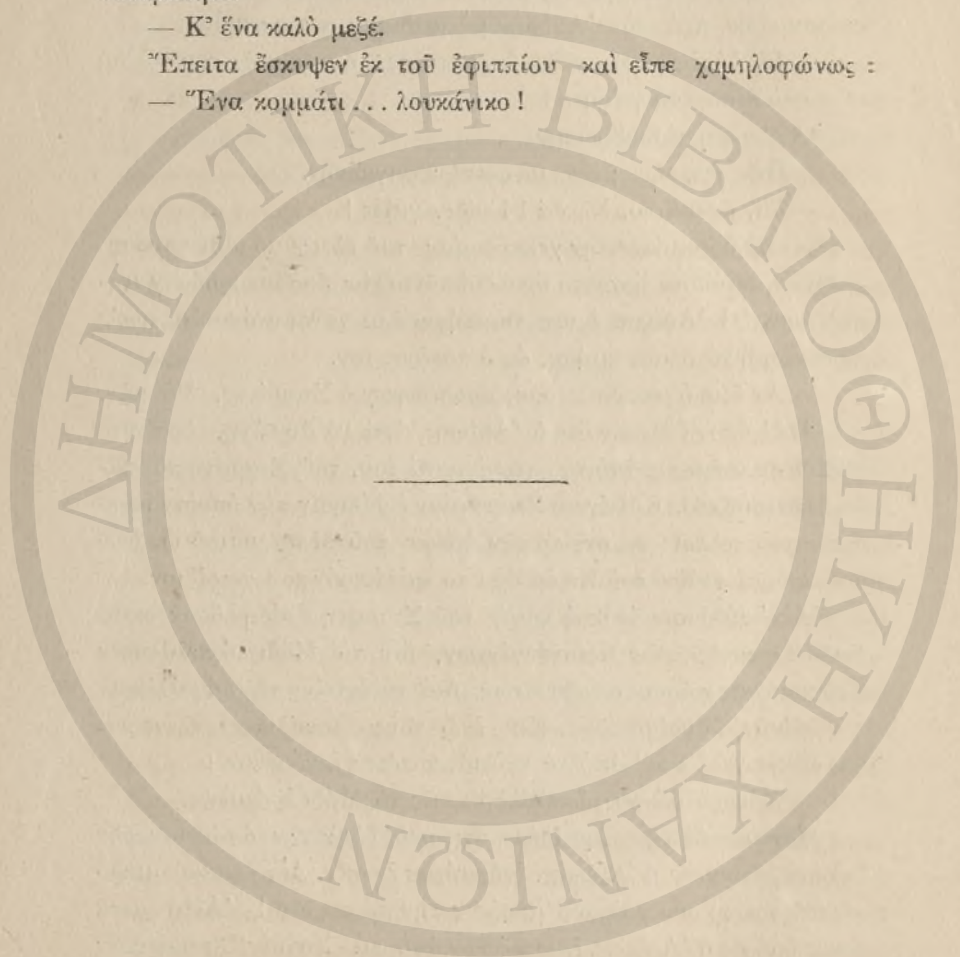 — Κ᾽ ἕνα καλὸ μεζέ.
Ἔπειτα ἔσκυψεν ἐκ τοῦ ἐφιππίου καὶ εἶπε χαμηλοφώνως :
— Ἕνα κομμάτι ... λουκάνικο !
ΔΗΜΟΤΙΚΗ ΒΙΒΛΙΟΘΗΚΗ ΧΑΝΙΩΝ